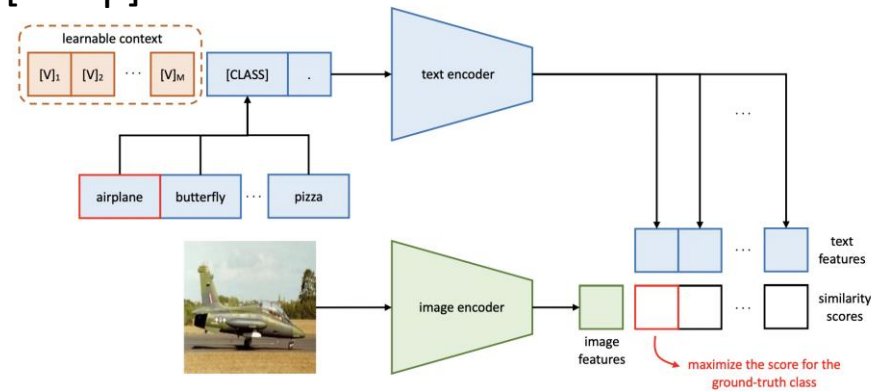 learnable context
[V]1 [V]2 ... [V]M [CLASS] .
text encoder
...
airplane butterfly ... pizza
...
text
features
image encoder
...
similarity
scores
image
features
maximize the score for the
ground-truth class